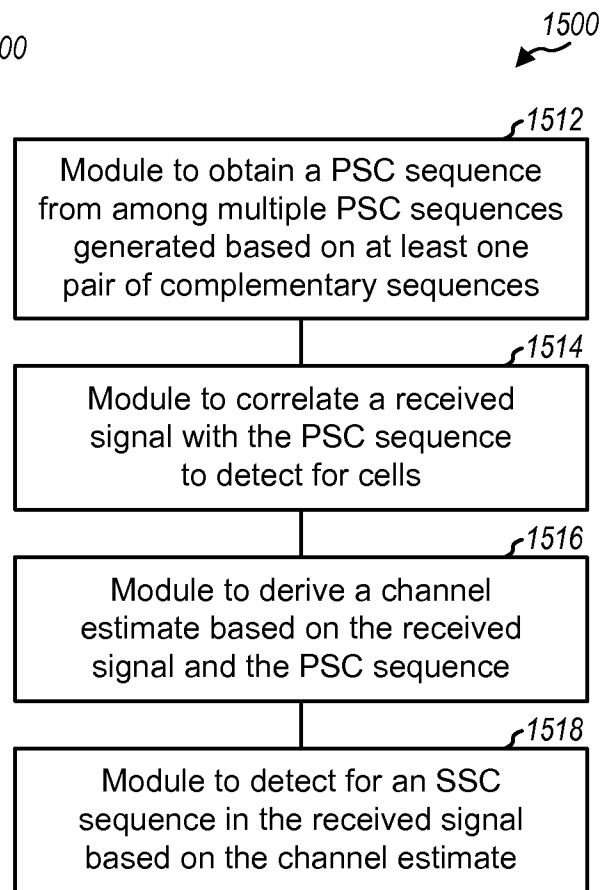 00
1500
1512
Module to obtain a PSC sequence
from among multiple PSC sequences
generated based on at least one
pair of complementary sequences
1514
Module to correlate a received
signal with the PSC sequence
to detect for cells
1516
Module to derive a channel
estimate based on the received
signal and the PSC sequence
1518
Module to detect for an SSC
sequence in the received signal
based on the channel estimate